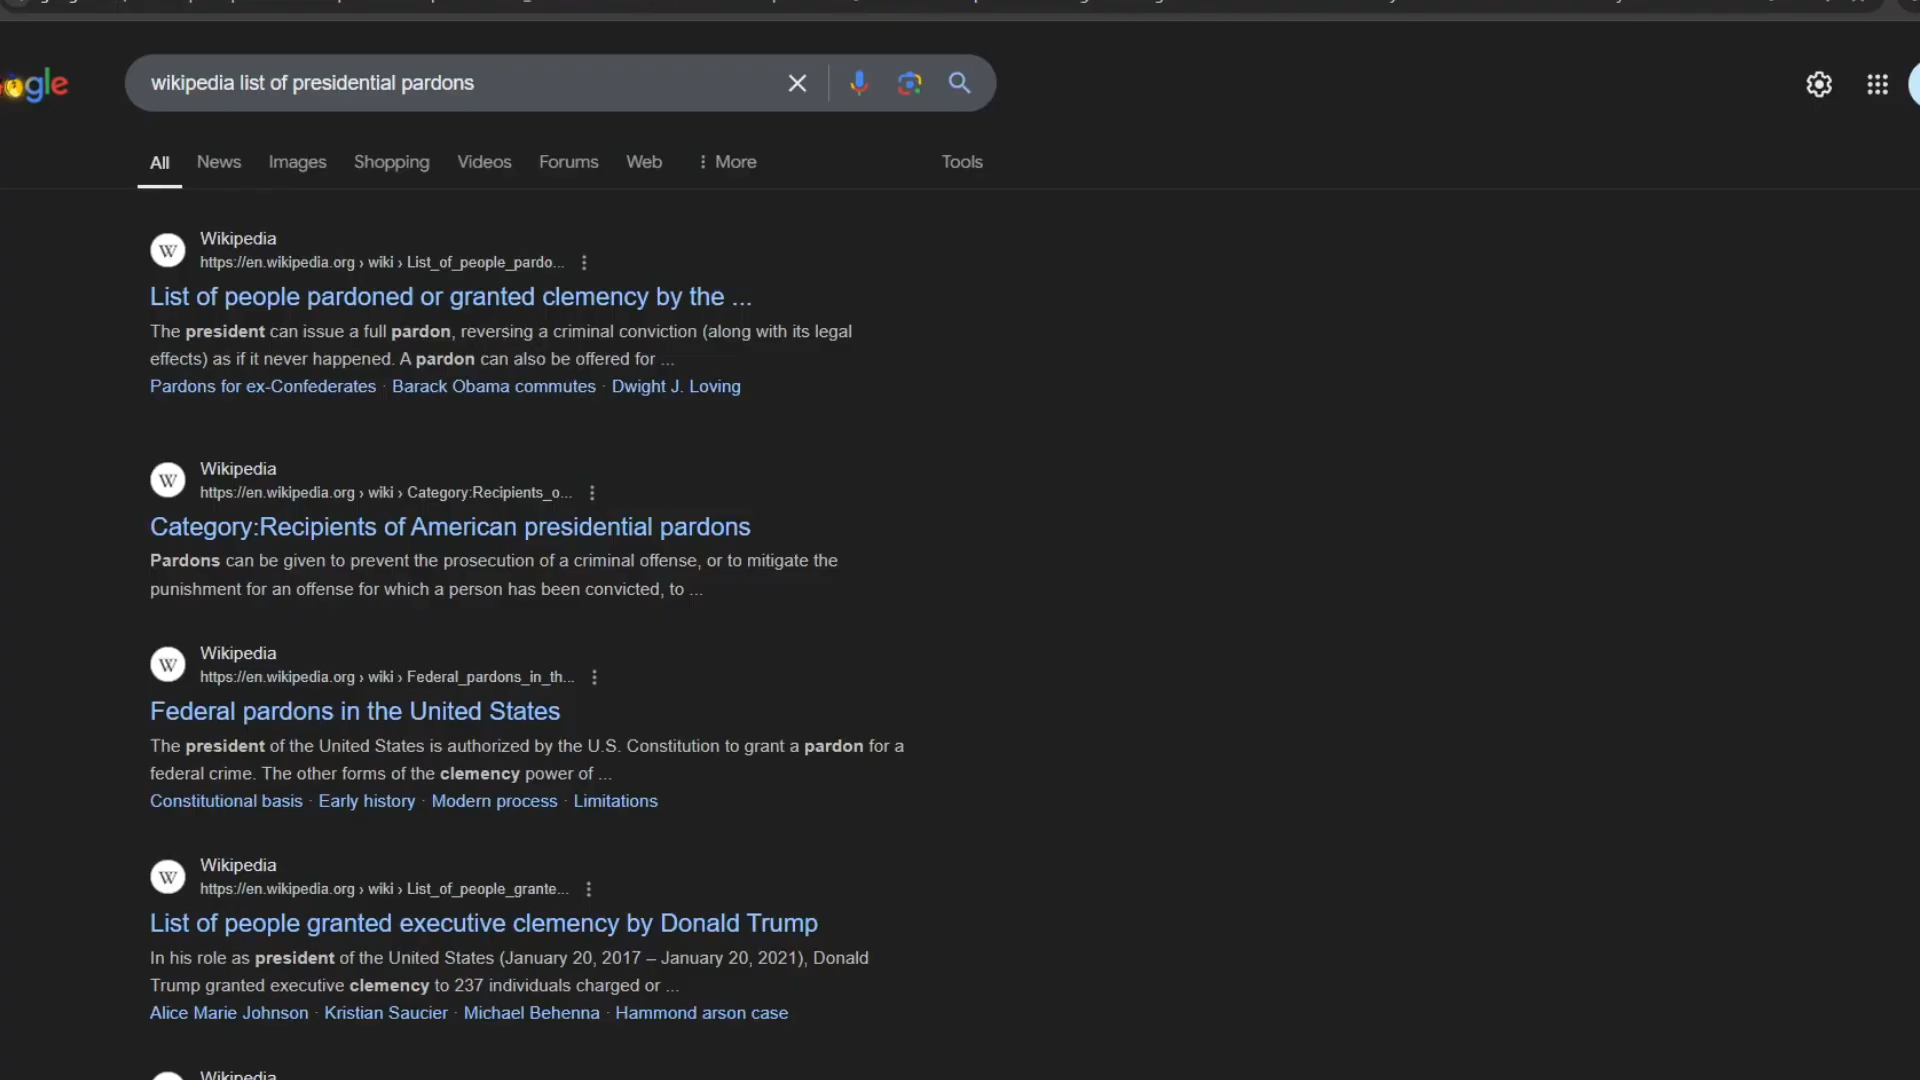 gle
wikipedia list of presidential pardons
All News Images Shopping Videos Forums Web More Tools
W
Wikipedia
https://en.wikipedia.org › wiki › List_of_people_pardo...
List of people pardoned or granted clemency by the ...
The president can issue a full pardon, reversing a criminal conviction (along with its legal
effects) as if it never happened. A pardon can also be offered for ...
Pardons for ex-Confederates · Barack Obama commutes · Dwight J. Loving
W
Wikipedia
https://en.wikipedia.org › wiki › Category:Recipients_o...
Category:Recipients of American presidential pardons
Pardons can be given to prevent the prosecution of a criminal offense, or to mitigate the
punishment for an offense for which a person has been convicted, to ...
W
Wikipedia
https://en.wikipedia.org › wiki › Federal_pardons_in_th...
Federal pardons in the United States
The president of the United States is authorized by the U.S. Constitution to grant a pardon for a
federal crime. The other forms of the clemency power of ...
Constitutional basis · Early history · Modern process · Limitations
W
Wikipedia
https://en.wikipedia.org › wiki › List_of_people_grante...
List of people granted executive clemency by Donald Trump
In his role as president of the United States (January 20, 2017 – January 20, 2021), Donald
Trump granted executive clemency to 237 individuals charged or ...
Alice Marie Johnson · Kristian Saucier · Michael Behenna · Hammond arson case
Wikipedia